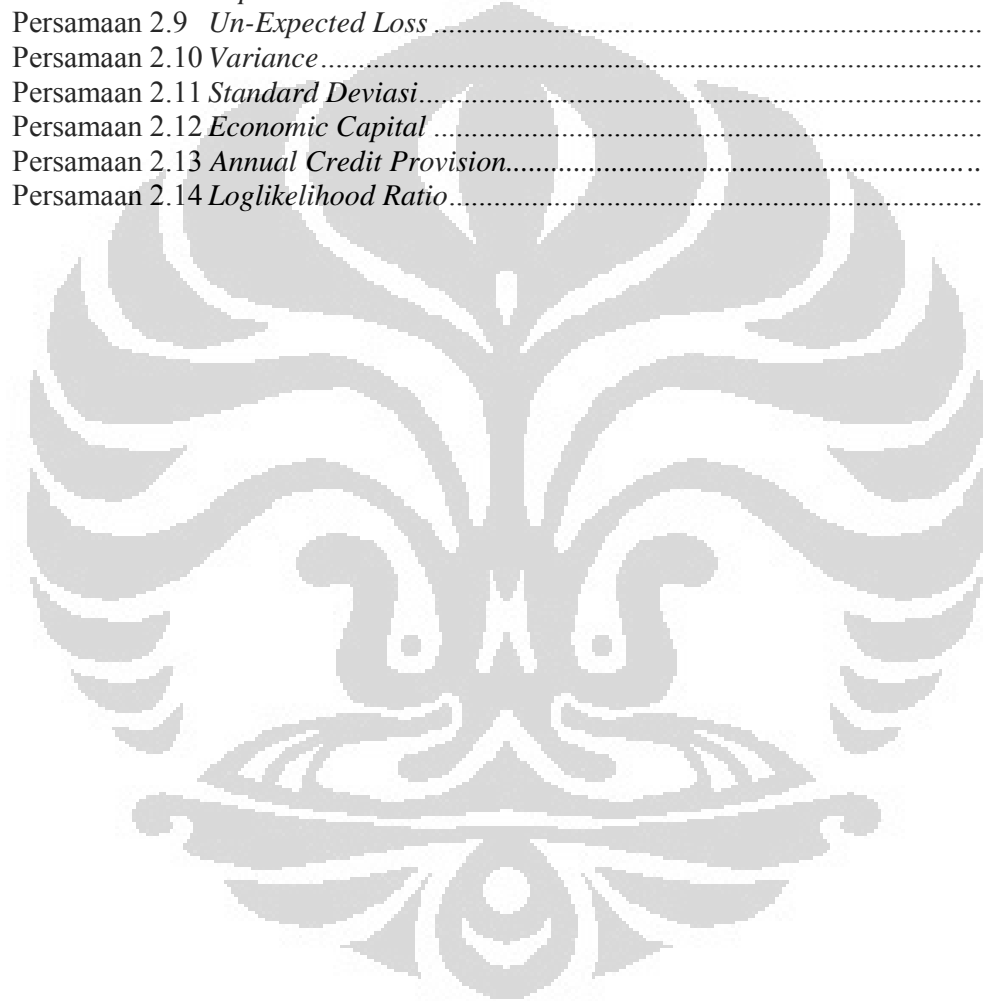 Persamaan 2.9 Un-Expected Loss ........................................................................
Persamaan 2.10 Variance........................................................................................
Persamaan 2.11 Standard Deviasi..........................................................................
Persamaan 2.12 Economic Capital ........................................................................
Persamaan 2.13 Annual Credit Provision...............................................................
Persamaan 2.14 Loglikelihood Ratio......................................................................